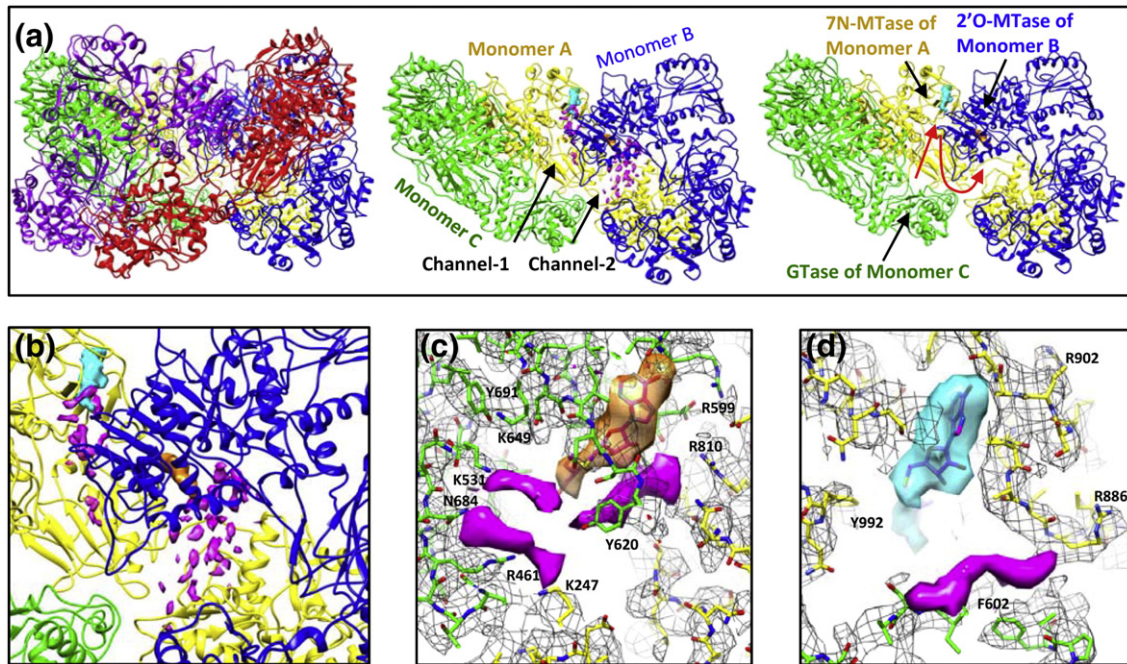 (a)
Monomer A
Monomer B
Monomer C
Channel-1
Channel-2
7N-MTase of
Monomer A
2'O-MTase of
Monomer B
GTase of Monomer C
(b)
(c)
Y691
K649
K531
N684
R461
K247
Y620
R599
R810
(d)
R902
R886
Y992
F602